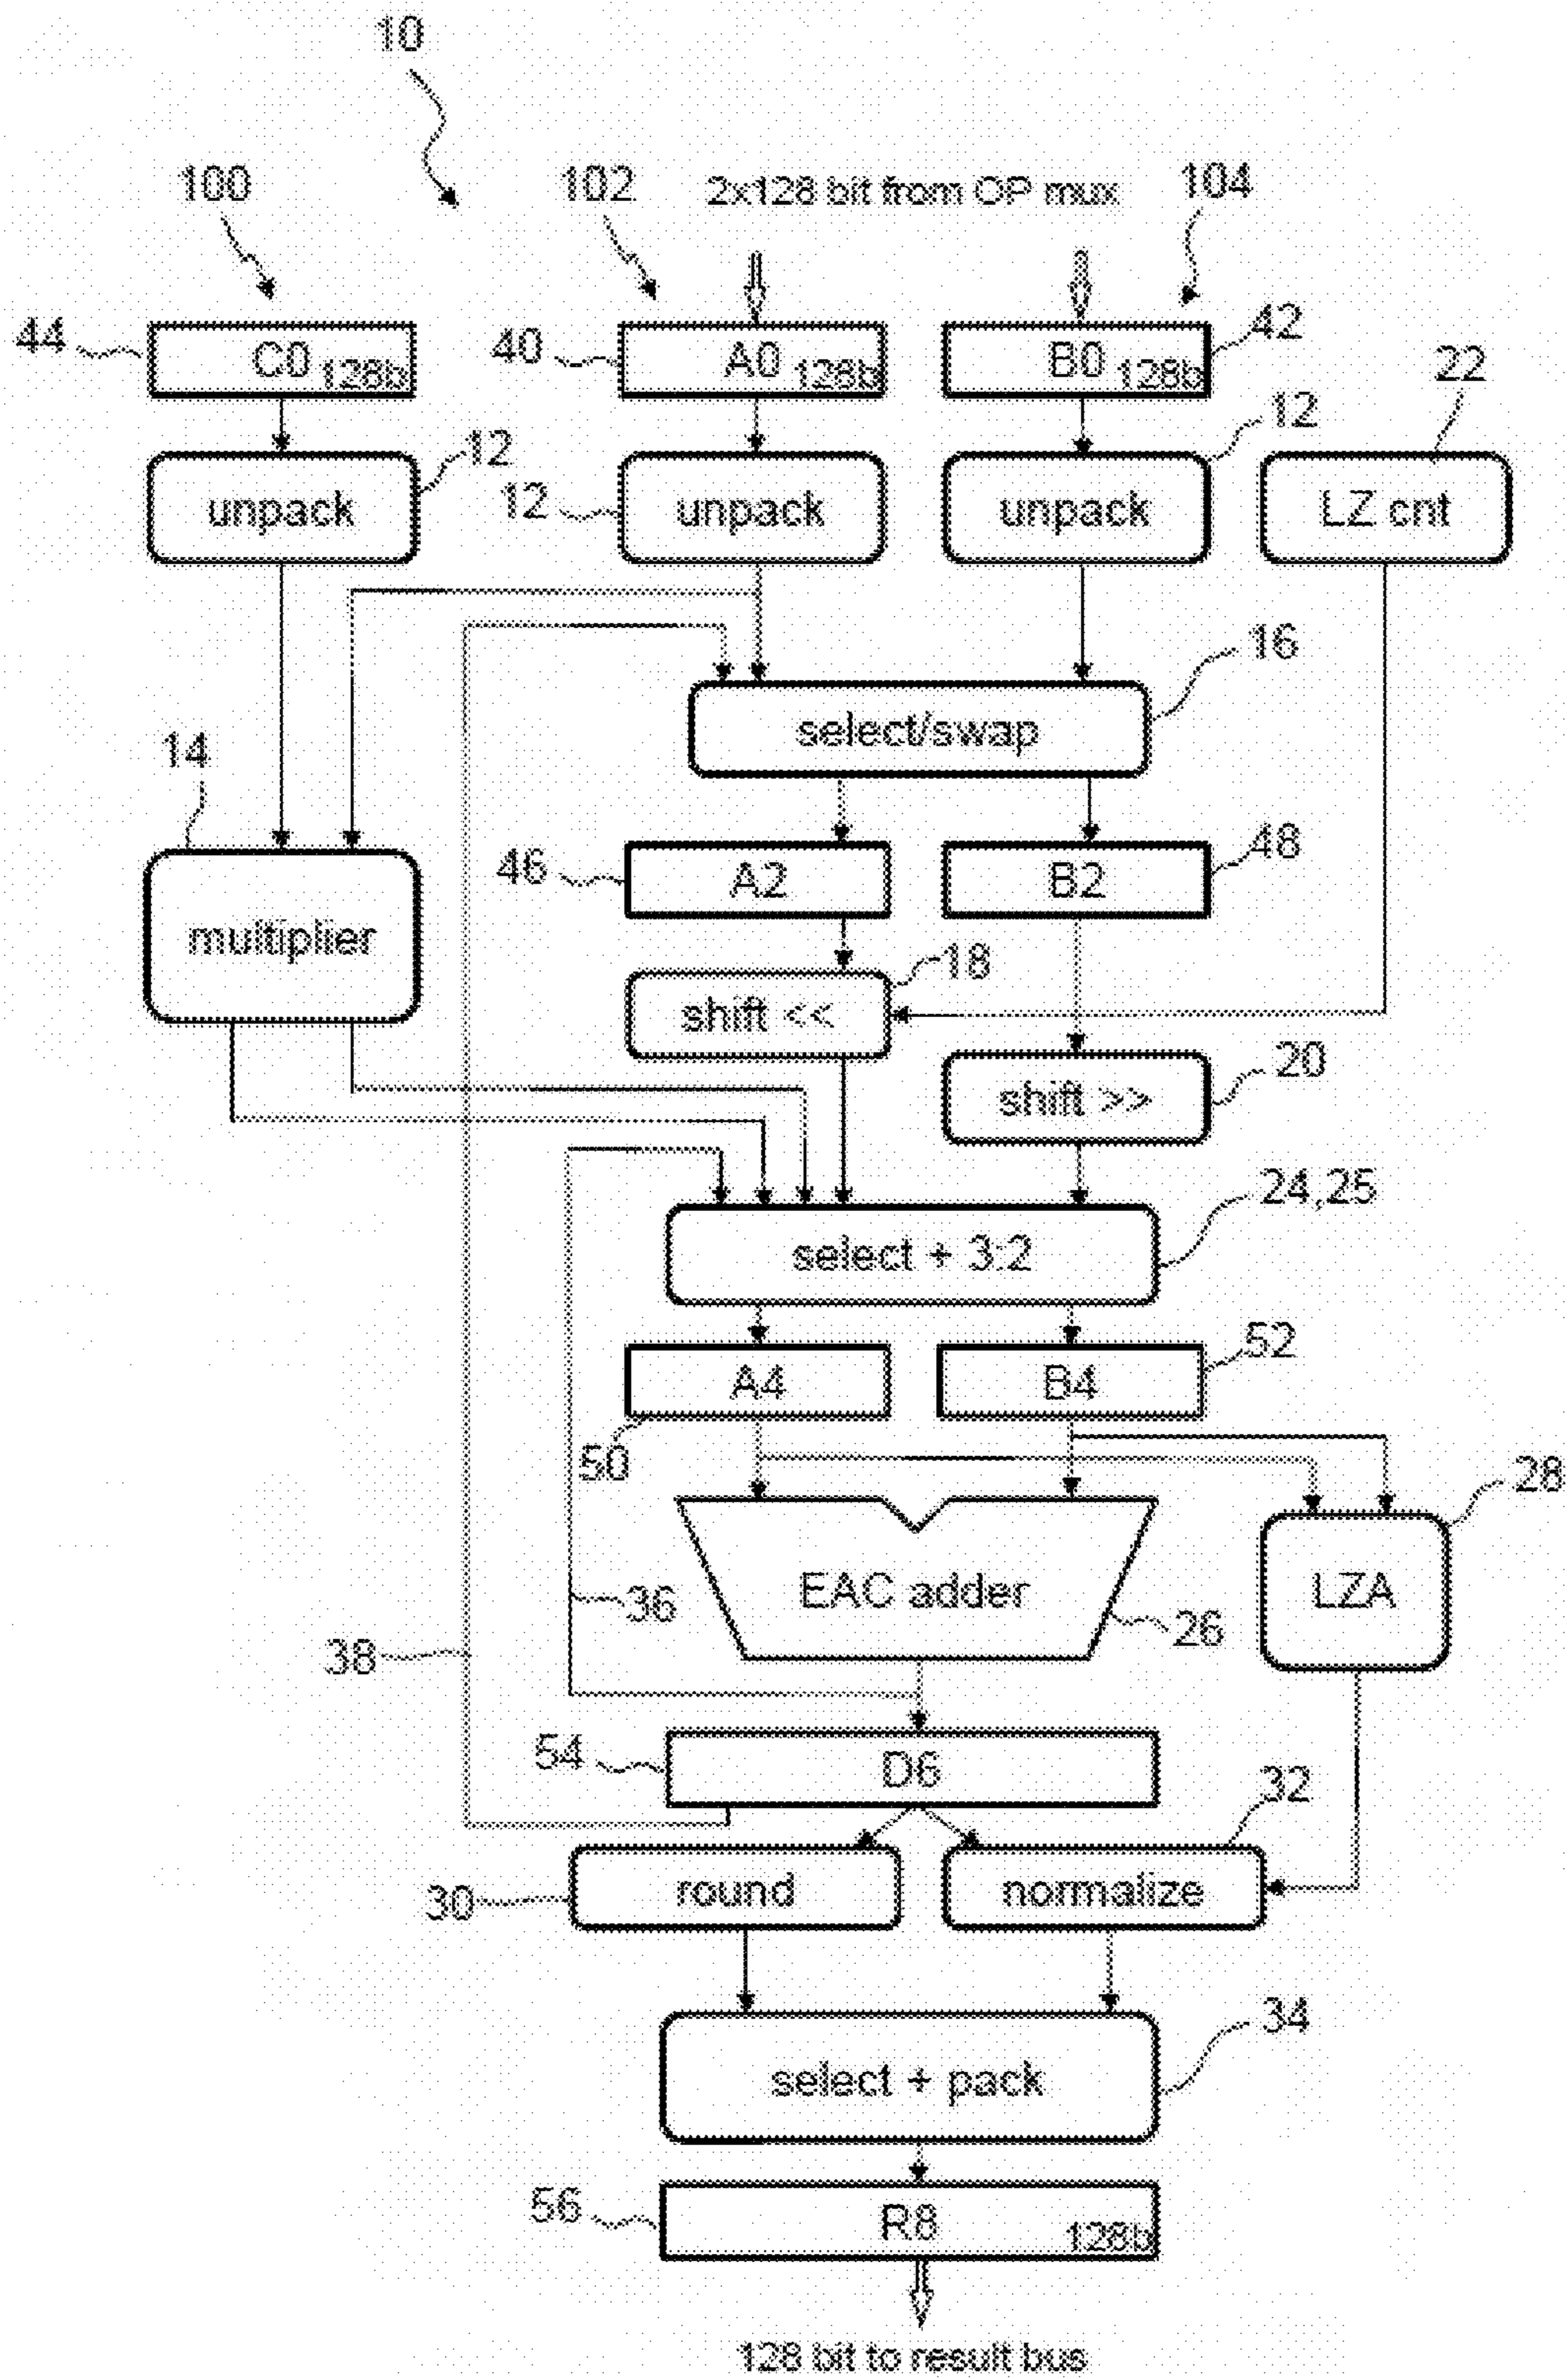 10
100
102
2x128 bit from OP mux
104
44
C0 128b
40
A0 128b
B0 128b
42
22
unpack
12
12
unpack
unpack
12
LZ cnt
16
select/swap
14
multiplier
46
A2
B2
48
18
shift <<
20
shift >>
24,25
select + 3:2
A4
B4
52
50
28
EAC adder
LZA
36
26
38
54
D6
32
30
round
normalize
34
select + pack
56
R8 128b
128 bit to result bus